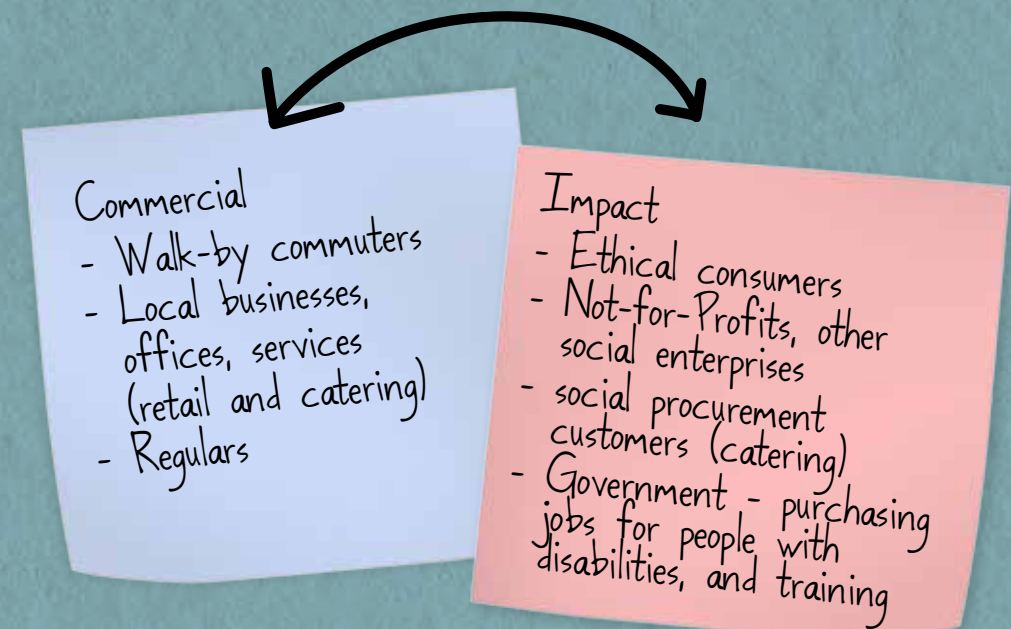 Commercial
- Walk-by commuters
- Local businesses,
offices, services
(retail and catering)
- Regulars
Impact
- Ethical consumers
- Not-for-Profits, other
social enterprises
- social procurement
customers (catering)
- Government - purchasing
jobs for people with
disabilities, and training